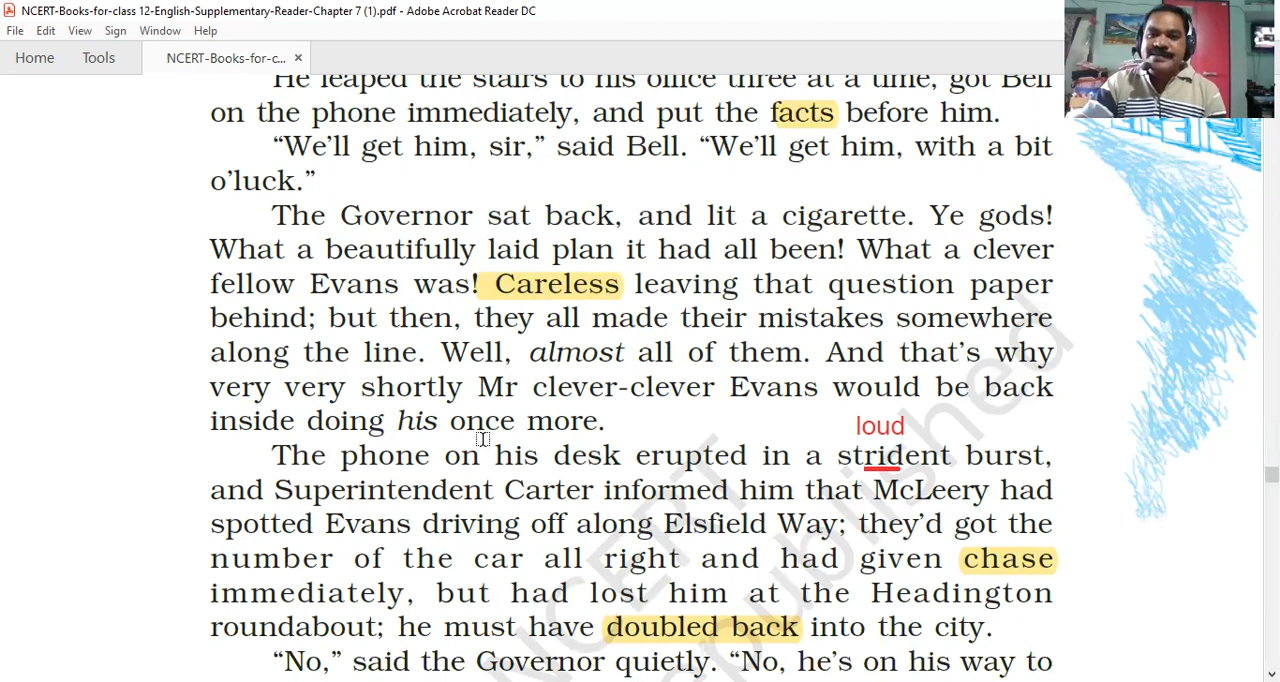 NCERT-Books-for-class 12-English-Supplementary-Reader-Chapter 7 (1).pdf - Adobe Acrobat Reader DC
File Edit View Sign Window Help
Home Tools NCERT-Books-for-c... ×
He leaped the stairs to his office three at a time, got Bell
on the phone immediately, and put the facts before him.
“We’ll get him, sir,” said Bell. “We’ll get him, with a bit
o’luck.”
The Governor sat back, and lit a cigarette. Ye gods!
What a beautifully laid plan it had all been! What a clever
fellow Evans was! Careless leaving that question paper
behind; but then, they all made their mistakes somewhere
along the line. Well, almost all of them. And that’s why
very very shortly Mr clever-clever Evans would be back
inside doing his once more.
loud
The phone on his desk erupted in a strident burst,
and Superintendent Carter informed him that McLeery had
spotted Evans driving off along Elsfield Way; they’d got the
number of the car all right and had given chase
immediately, but had lost him at the Headington
roundabout; he must have doubled back into the city.
“No,” said the Governor quietly. “No, he’s on his way to
NCERT
republished